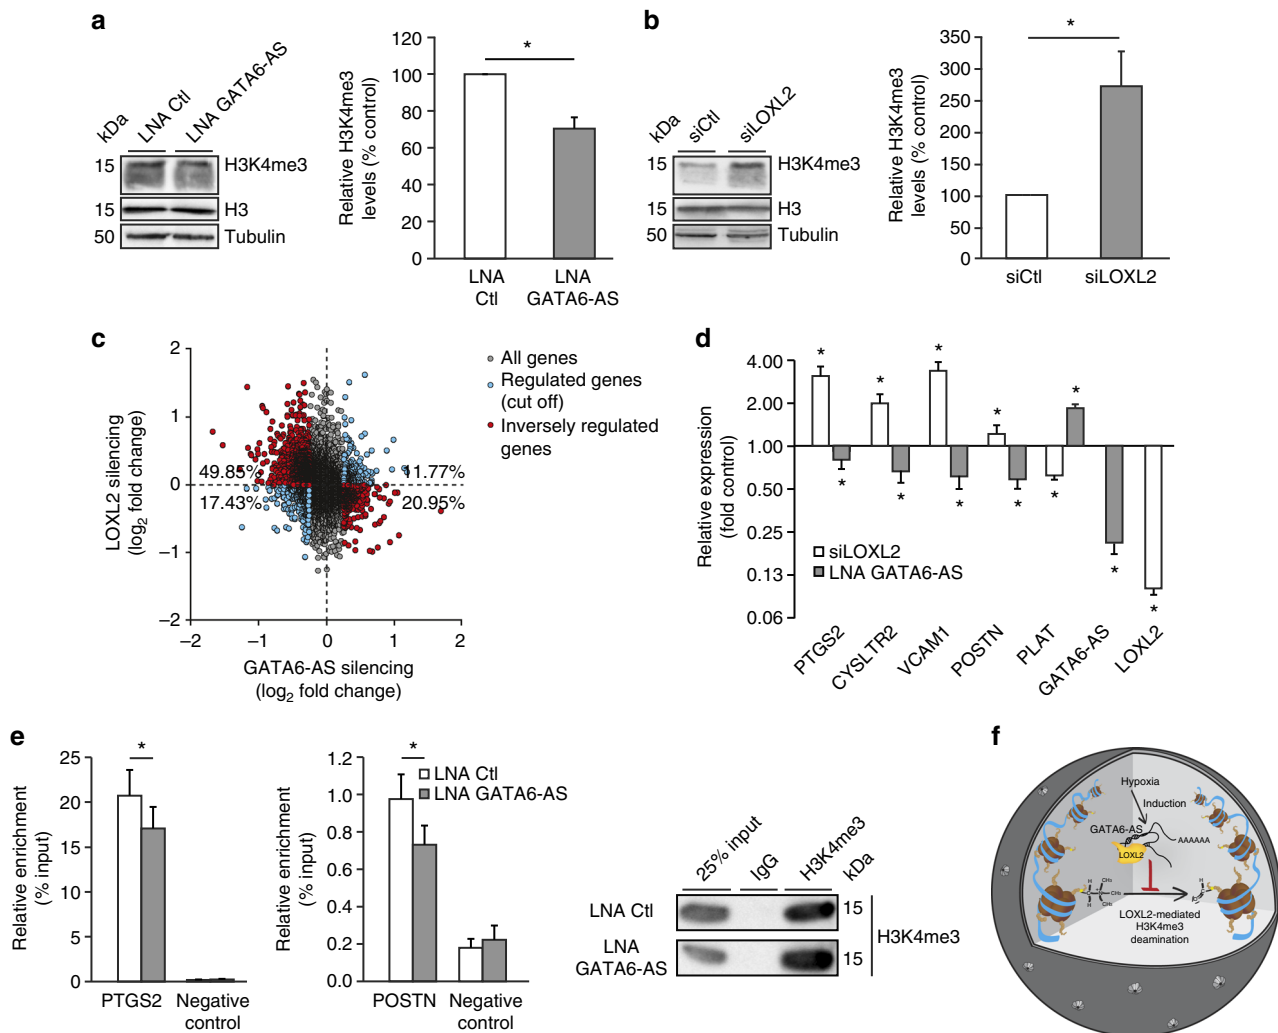 a
kDa
LNA Ctl
LNA GATA6-AS
15
H3K4me3
15
H3
50
Tubulin
Relative H3K4me3
levels (% control)
120
100
80
60
40
20
0
*
LNA
Ctl
LNA
GATA6-AS
b
kDa
siCtl
siLOXL2
15
H3K4me3
15
H3
50
Tubulin
Relative H3K4me3
levels (% control)
350
300
250
200
150
100
50
0
*
siCtl
siLOXL2
c
LOXL2 silencing
(log2 fold change)
2
1
0
−1
−2
49.85%
11.77%
17.43%
20.95%
−2
−1
0
1
2
GATA6-AS silencing
(log2 fold change)
All genes
Regulated genes
(cut off)
Inversely regulated
genes
d
Relative expression
(fold control)
4.00
2.00
1.00
0.50
0.25
0.13
0.06
* * * * * * * * * * * *
siLOXL2
LNA GATA6-AS
PTGS2
CYSLTR2
VCAM1
POSTN
PLAT
GATA6-AS
LOXL2
e
Relative enrichment
(% input)
25
20
15
10
5
0
*
PTGS2
Negative
control
Relative enrichment
(% input)
1.2
1.0
0.8
0.6
0.4
0.2
0.0
*
LNA Ctl
LNA GATA6-AS
POSTN
Negative
control
25% input
IgG
H3K4me3
kDa
LNA Ctl
15
LNA
GATA6-AS
15
H3K4me3
f
Hypoxia
Induction
GATA6-AS
AAAAAA
LOXL2
LOXL2-mediated
H3K4me3
deamination